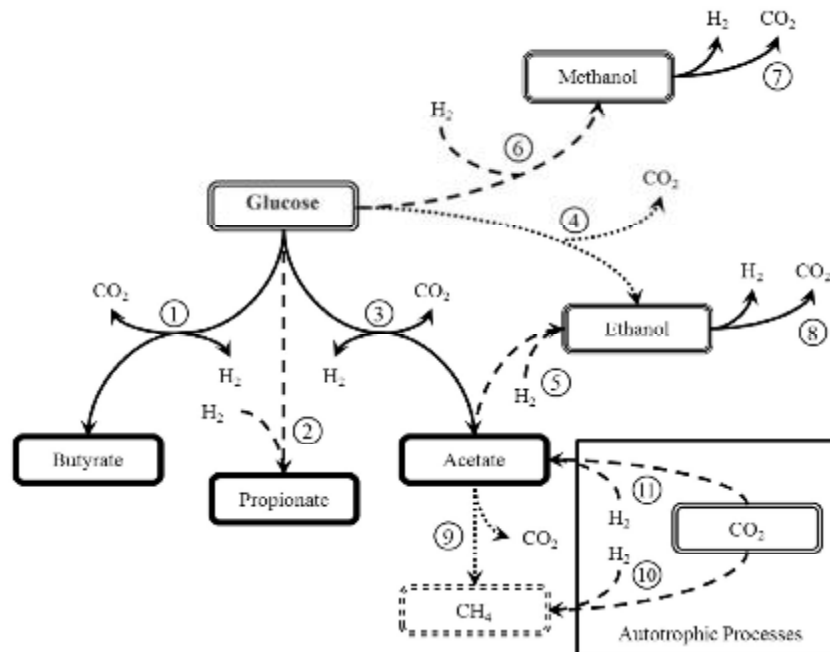 H₂
CO₂
Methanol
⑦
H₂
⑥
Glucose
CO₂
④
H₂
CO₂
CO₂
①
③
CO₂
Ethanol
⑧
H₂
H₂
⑤
H₂
H₂
②
Butyrate
Acetate
Propionate
⑪
H₂
CO₂
⑨
CO₂
H₂
⑩
CH₄
Autotrophic Processes